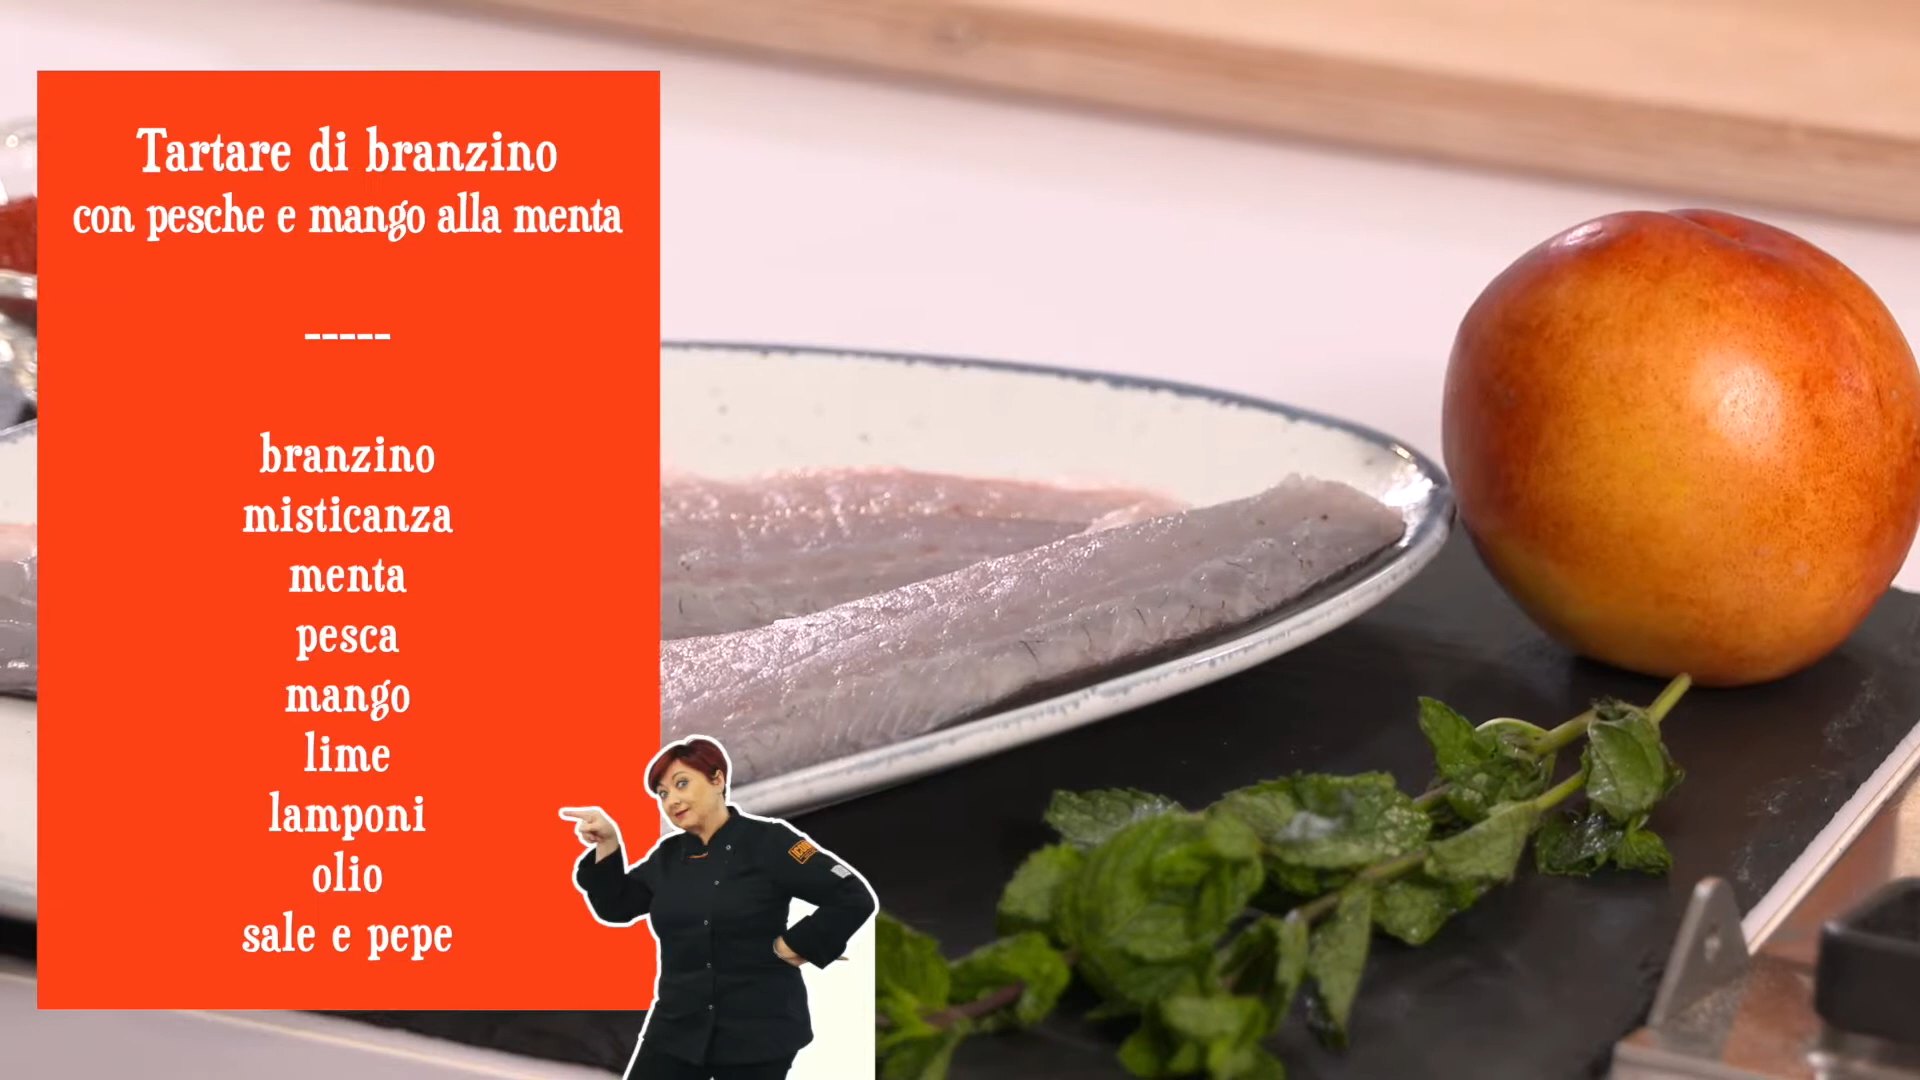 Tartare di branzino
con pesche e mango alla menta
-----
branzino
misticanza
menta
pesca
mango
lime
lamponi
olio
sale e pepe